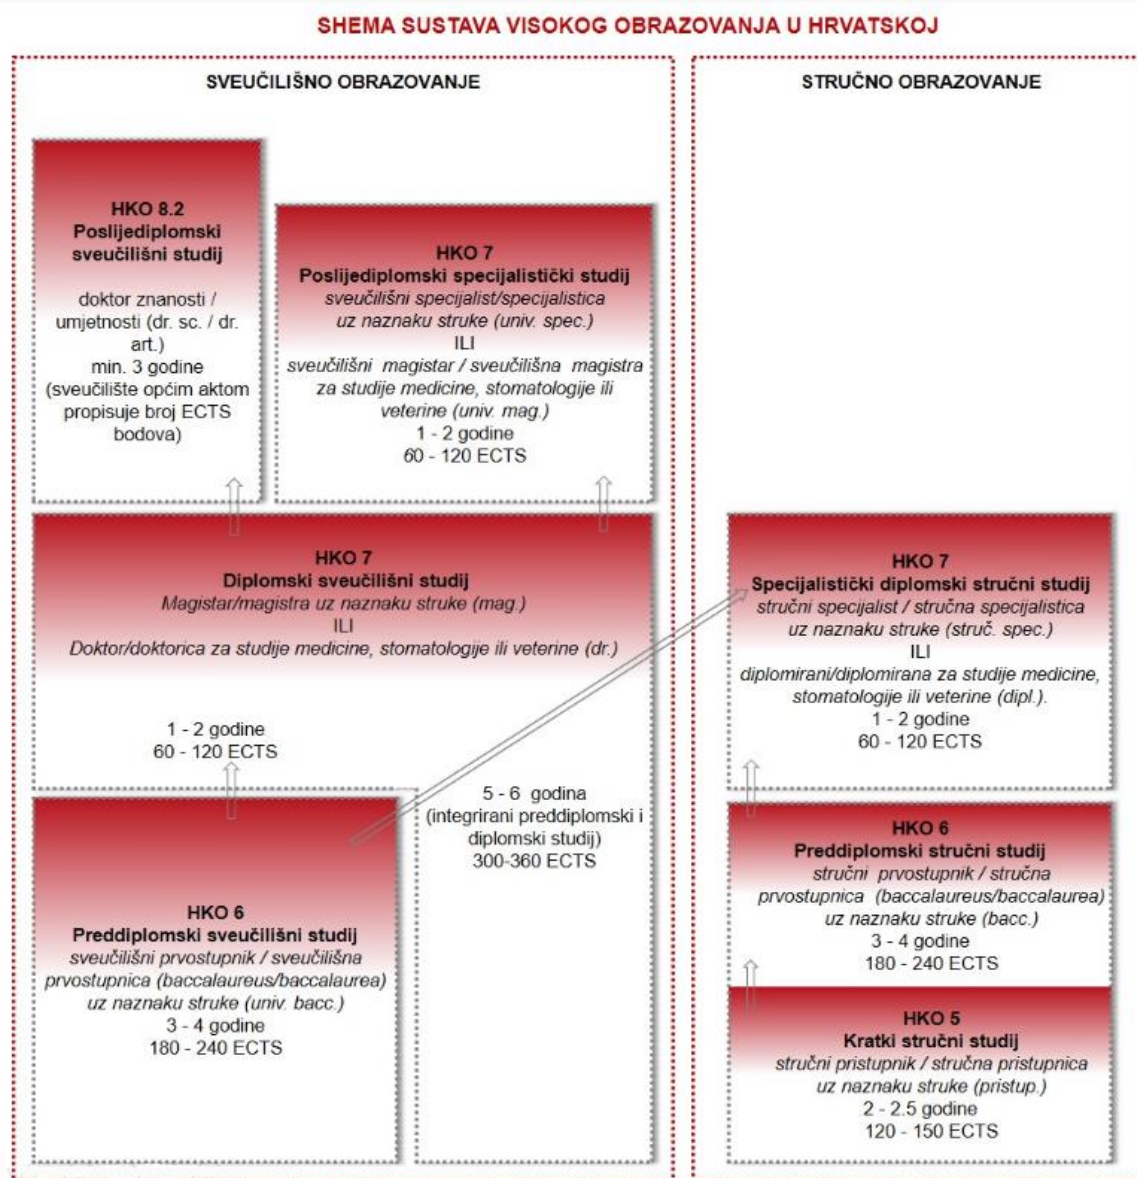 SHEMA SUSTAVA VISOKOG OBRAZOVANJA U HRVATSKOJ
SVEUČILIŠNO OBRAZOVANJE
HKO 8.2
Poslijediplomski
sveučilišni studij
doktor znanosti /
umjetnosti (dr. sc. / dr.
art.)
min. 3 godine
(sveučilište općim aktom
propisuje broj ECTS
bodova)
HKO 7
Poslijediplomski specijalistički studij
sveučilišni specijalist/specijalistica
uz naznaku struke (univ. spec.)
ILI
sveučilišni magistar / sveučilišna magistra
za studije medicine, stomatologije ili
veterine (univ. mag.)
1 - 2 godine
60 - 120 ECTS
HKO 7
Diplomski sveučilišni studij
Magistar/magistra uz naznaku struke (mag.)
ILI
Doktor/doktorica za studije medicine, stomatologije ili veterine (dr.)
1 - 2 godine
60 - 120 ECTS
5 - 6 godina
(integrirani preddiplomski i
diplomski studij)
300-360 ECTS
HKO 6
Preddiplomski sveučilišni studij
sveučilišni prvostupnik / sveučilišna
prvostupnica (baccalaureus/baccalaurea)
uz naznaku struke (univ. bacc.)
3 - 4 godine
180 - 240 ECTS
STRUČNO OBRAZOVANJE
HKO 7
Specijalistički diplomski stručni studij
stručni specijalist / stručna specijalistica
uz naznaku struke (struč. spec.)
ILI
diplomirani/diplomirana za studije medicine,
stomatologije ili veterine (dipl.).
1 - 2 godine
60 - 120 ECTS
HKO 6
Preddiplomski stručni studij
stručni prvostupnik / stručna
prvostupnica (baccalaureus/baccalaurea)
uz naznaku struke (bacc.)
3 - 4 godine
180 - 240 ECTS
HKO 5
Kratki stručni studij
stručni pristupnik / stručna pristupnica
uz naznaku struke (pristup.)
2 - 2.5 godine
120 - 150 ECTS